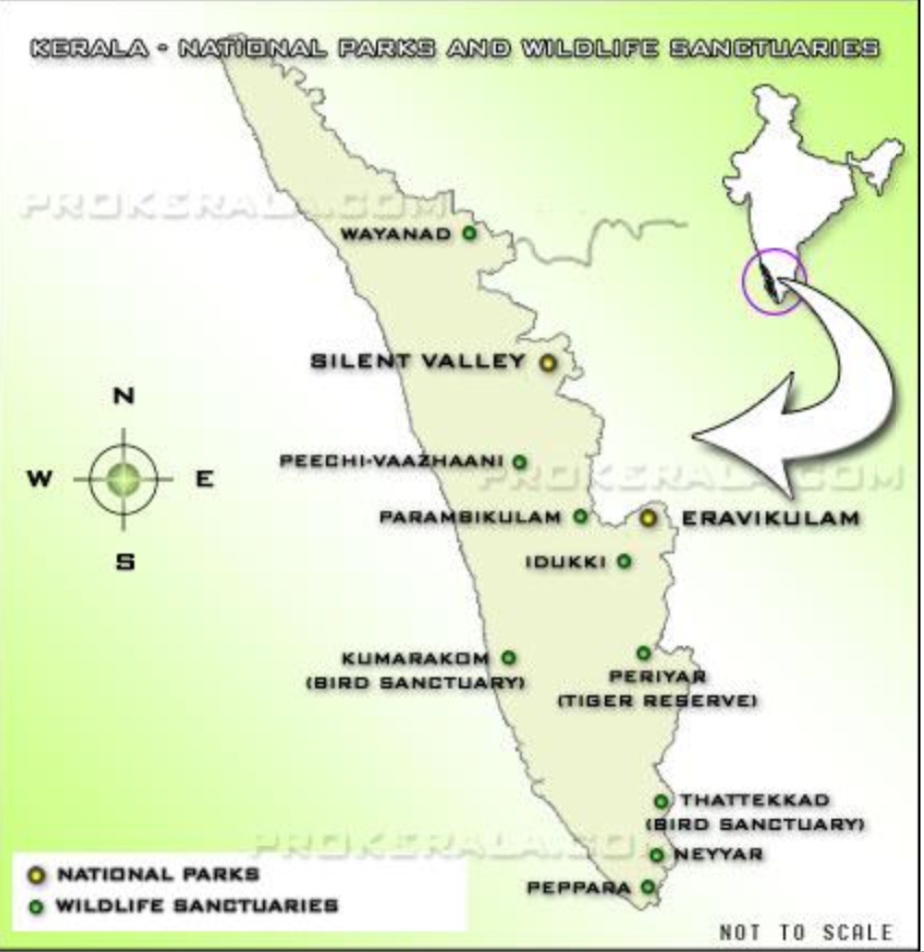 KERALA - NATIONAL PARKS AND WILDLIFE SANCTUARIES
PROKERALA.COM
WAYANAD
SILENT VALLEY
N
W E
S
PEECHI-VAAZHAANI
PROKERALA.COM
PARAMBIKULAM
ERAVIKULAM
IDUKKI
KUMARAKOM
(BIRD SANCTUARY)
PERIYAR
(TIGER RESERVE)
THATTEKKAD
(BIRD SANCTUARY)
PROKERALA.CO
NEYYAR
PEPPARA
NATIONAL PARKS
WILDLIFE SANCTUARIES
NOT TO SCALE